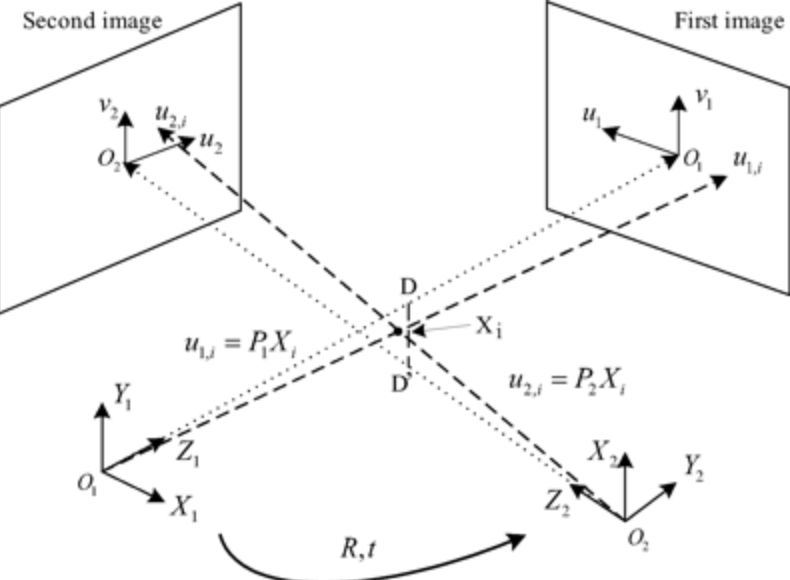 Second image
First image
v₂
u₂,ᵢ
u₂
O₂
u₁
v₁
O₁
u₁,ᵢ
D
Xi
u₁,ᵢ = P₁Xᵢ
D'
u₂,ᵢ = P₂Xᵢ
Y₁
Z₁
O₁
X₁
X₂
Y₂
Z₂
O₂
R,t